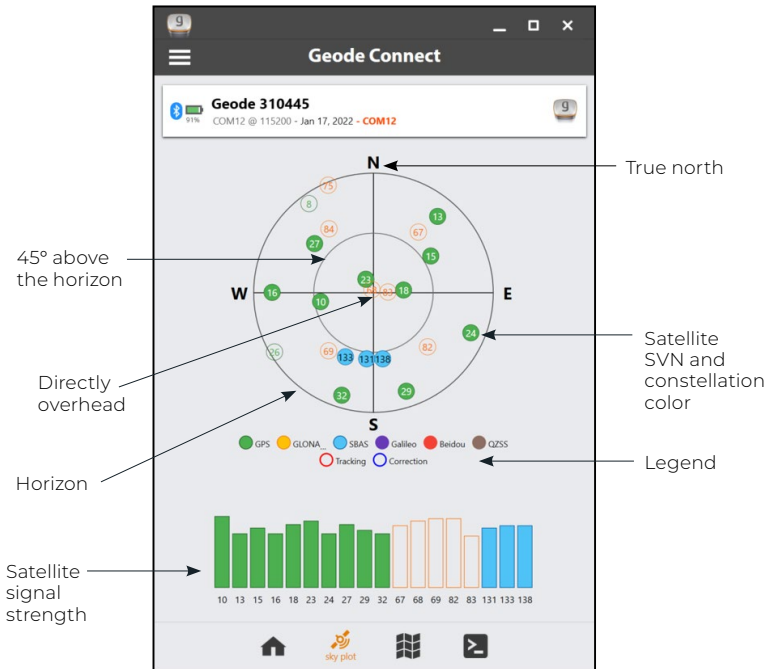 g
Geode Connect
Geode 310445
91%
COM12 @ 115200 - Jan 17, 2022 - COM12
g
N
True north
75
8
13
84
67
27
15
45° above
the horizon
23
83
18
W
16
10
E
24
Satellite
SVN and
constellation
color
26
69
133
131
138
82
Directly
overhead
32
29
S
GPS
GLONA_
SBAS
Galileo
Beidou
QZSS
Tracking
Correction
Legend
Horizon
Satellite
signal
strength
10 13 15 16 18 23 24 27 29 32 67 68 69 82 83 131 133 138
sky plot